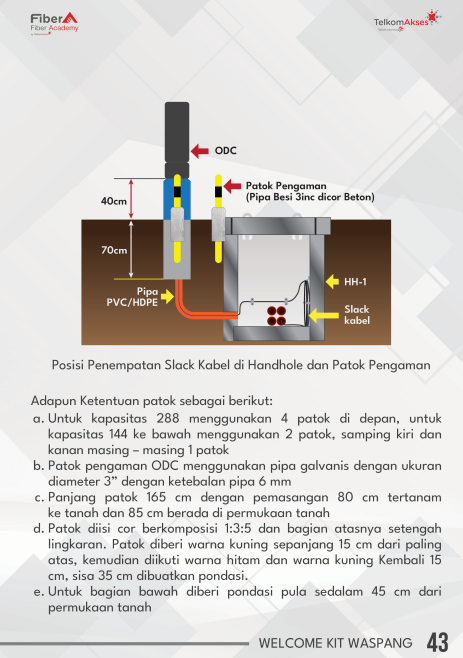 Fiber
Fiber Academy
TelkomAkses
ODC
Patok Pengaman
(Pipa Besi 3inc dicor Beton)
40cm
70cm
Pipa
PVC/HDPE
HH-1
Slack
kabel
Posisi Penempatan Slack Kabel di Handhole dan Patok Pengaman
Adapun Ketentuan patok sebagai berikut:
a. Untuk kapasitas 288 menggunakan 4 patok di depan, untuk
kapasitas 144 ke bawah menggunakan 2 patok, samping kiri dan
kanan masing – masing 1 patok
b. Patok pengaman ODC menggunakan pipa galvanis dengan ukuran
diameter 3” dengan ketebalan pipa 6 mm
c. Panjang patok 165 cm dengan pemasangan 80 cm tertanam
ke tanah dan 85 cm berada di permukaan tanah
d. Patok diisi cor berkomposisi 1:3:5 dan bagian atasnya setengah
lingkaran. Patok diberi warna kuning sepanjang 15 cm dari paling
atas, kemudian diikuti warna hitam dan warna kuning Kembali 15
cm, sisa 35 cm dibuatkan pondasi.
e. Untuk bagian bawah diberi pondasi pula sedalam 45 cm dari
permukaan tanah
WELCOME KIT WASPANG 43